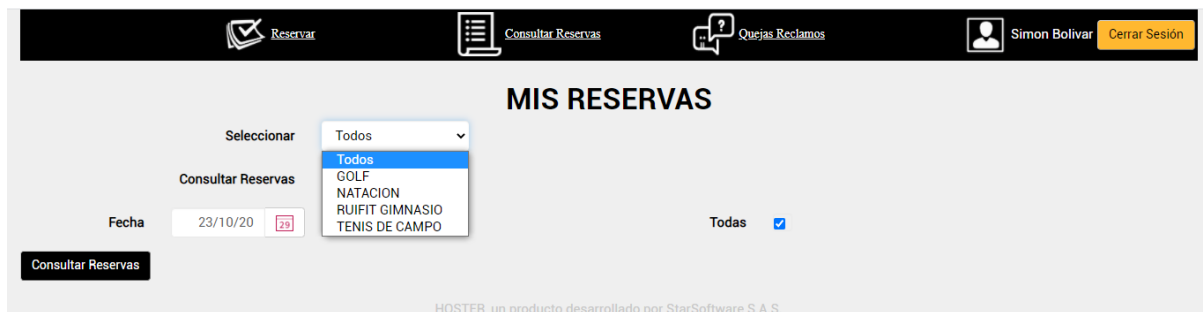 Reservar
Consultar Reservas
Quejas Reclamos
Simon Bolivar
Cerrar Sesión
MIS RESERVAS
Seleccionar
Todos
Todos
GOLF
NATACION
RUIFIT GIMNASIO
TENIS DE CAMPO
Consultar Reservas
Fecha
23/10/20
29
Todas
Consultar Reservas
HOSTER, un producto desarrollado por StarSoftware S.A.S